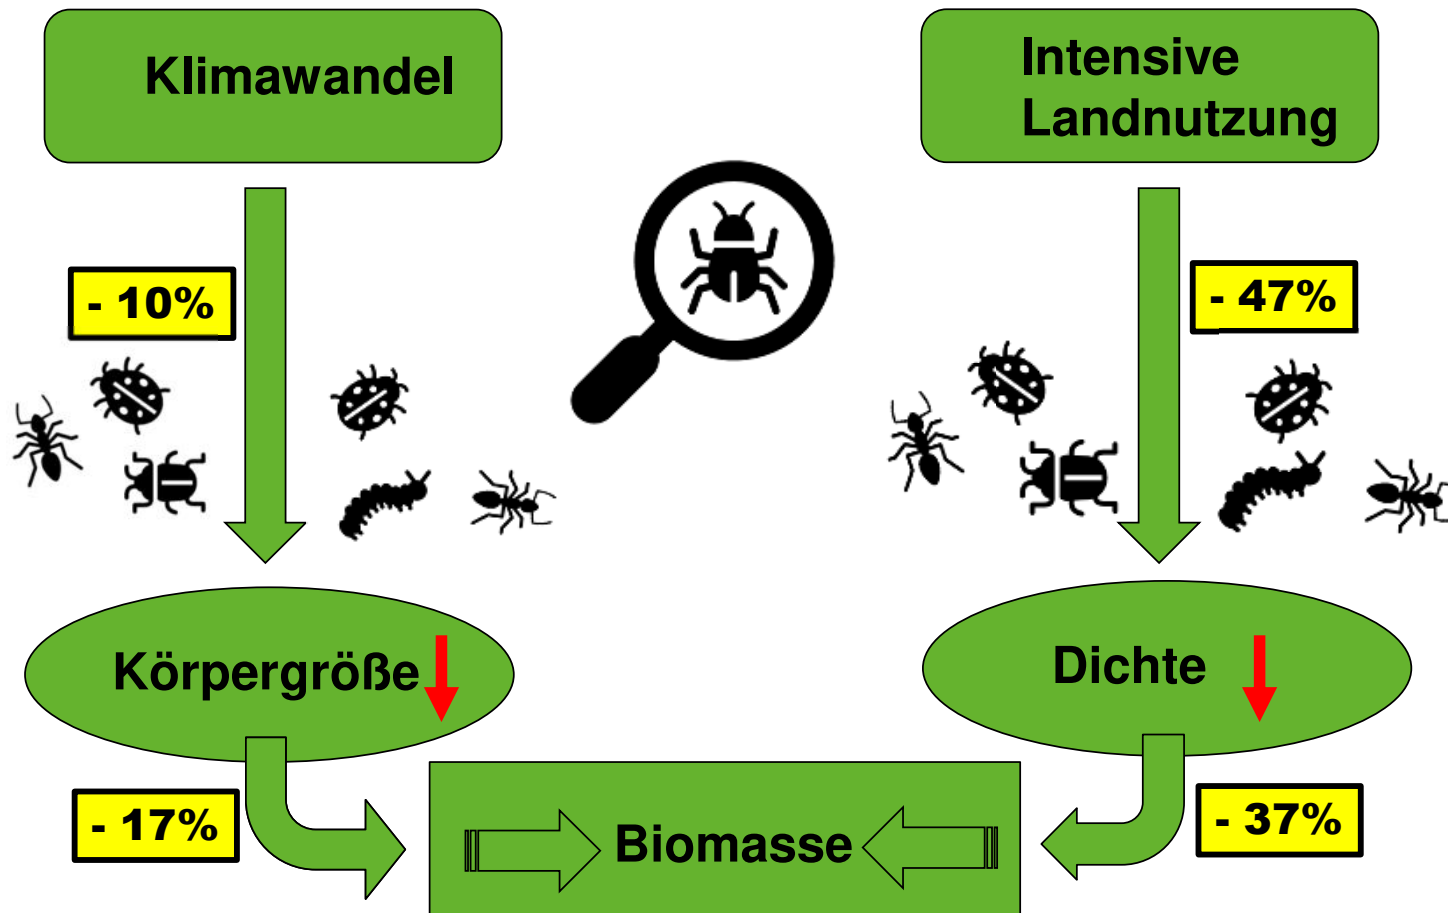 Klimawandel
Intensive
Landnutzung
- 10%
- 47%
Körpergröße
Dichte
- 17%
- 37%
Biomasse